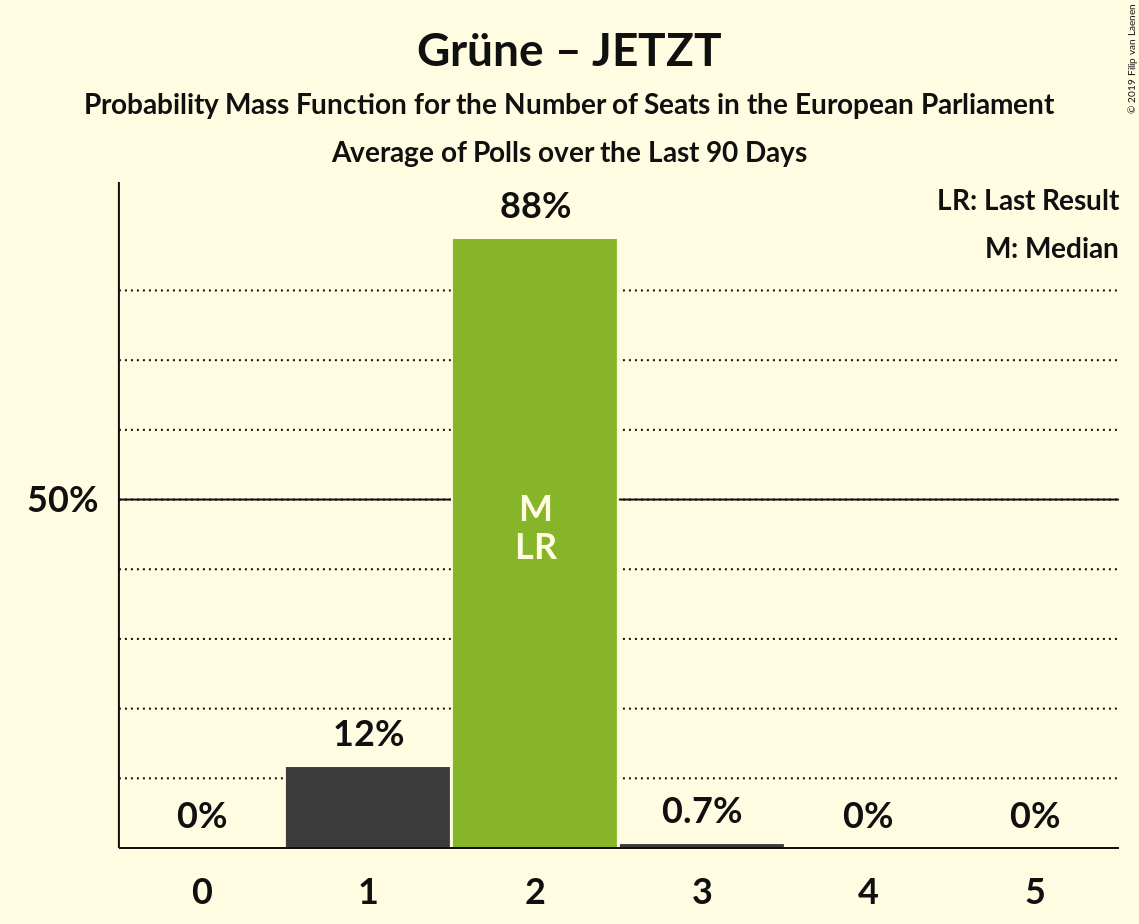 Grüne – JETZT
Probability Mass Function for the Number of Seats in the European Parliament
Average of Polls over the Last 90 Days
© 2019 Filip van Laenen
LR: Last Result
M: Median
88%
50%
M
LR
12%
0%
0.7%
0%
0%
0
1
2
3
4
5